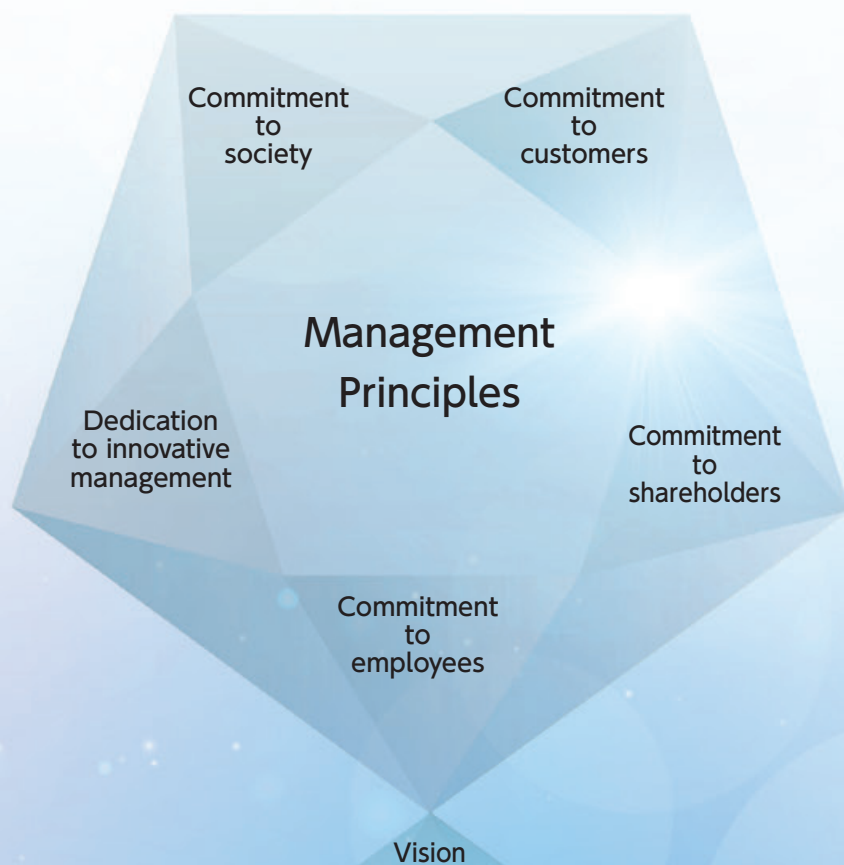 Commitment
to
society
Commitment
to
customers
Management
Principles
Dedication
to innovative
management
Commitment
to
shareholders
Commitment
to
employees
Vision